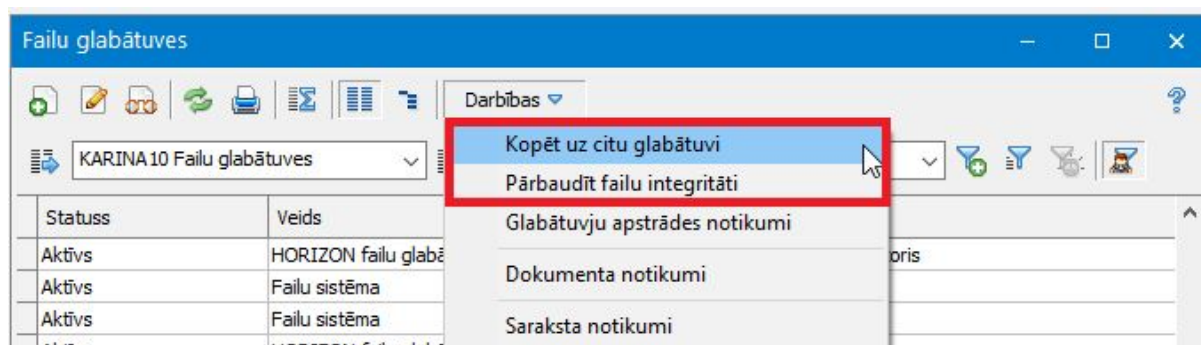 Failu glabātuves
Darbības
KARINA10 Failu glabātuves
Kopēt uz citu glabātuvi
Pārbaudīt failu integritāti
Glabātuvju apstrādes notikumi
Dokumenta notikumi
Saraksta notikumi
Statuss Veids
Aktīvs HORIZON failu glabā oris
Aktīvs Failu sistēma
Aktīvs Failu sistēma